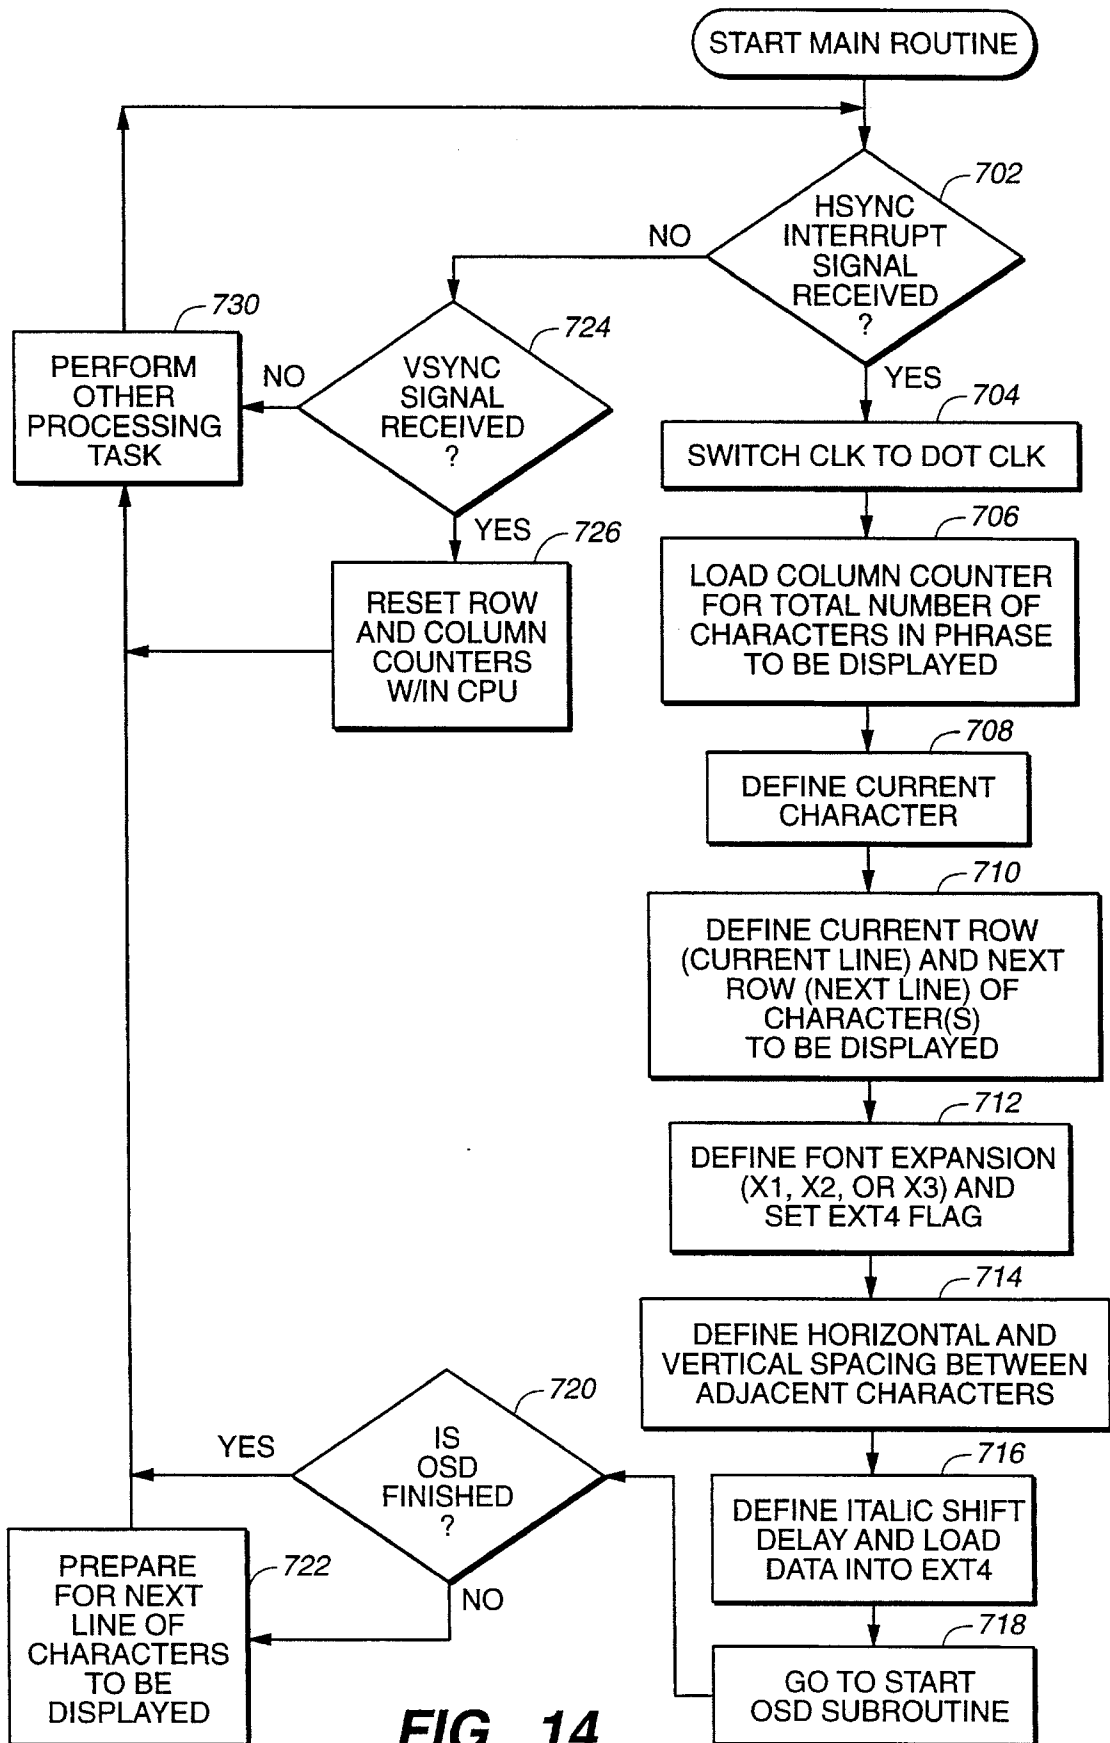 START MAIN ROUTINE
702
HSYNC
INTERRUPT
SIGNAL
RECEIVED
?
NO
YES
730
PERFORM
OTHER
PROCESSING
TASK
NO
724
VSYNC
SIGNAL
RECEIVED
?
YES
726
RESET ROW
AND COLUMN
COUNTERS
W/IN CPU
704
SWITCH CLK TO DOT CLK
706
LOAD COLUMN COUNTER
FOR TOTAL NUMBER OF
CHARACTERS IN PHRASE
TO BE DISPLAYED
708
DEFINE CURRENT
CHARACTER
710
DEFINE CURRENT ROW
(CURRENT LINE) AND NEXT
ROW (NEXT LINE) OF
CHARACTER(S)
TO BE DISPLAYED
712
DEFINE FONT EXPANSION
(X1, X2, OR X3) AND
SET EXT4 FLAG
714
DEFINE HORIZONTAL AND
VERTICAL SPACING BETWEEN
ADJACENT CHARACTERS
716
DEFINE ITALIC SHIFT
DELAY AND LOAD
DATA INTO EXT4
718
GO TO START
OSD SUBROUTINE
720
IS
OSD
FINISHED
?
YES
NO
722
PREPARE
FOR NEXT
LINE OF
CHARACTERS
TO BE
DISPLAYED
FIG_14